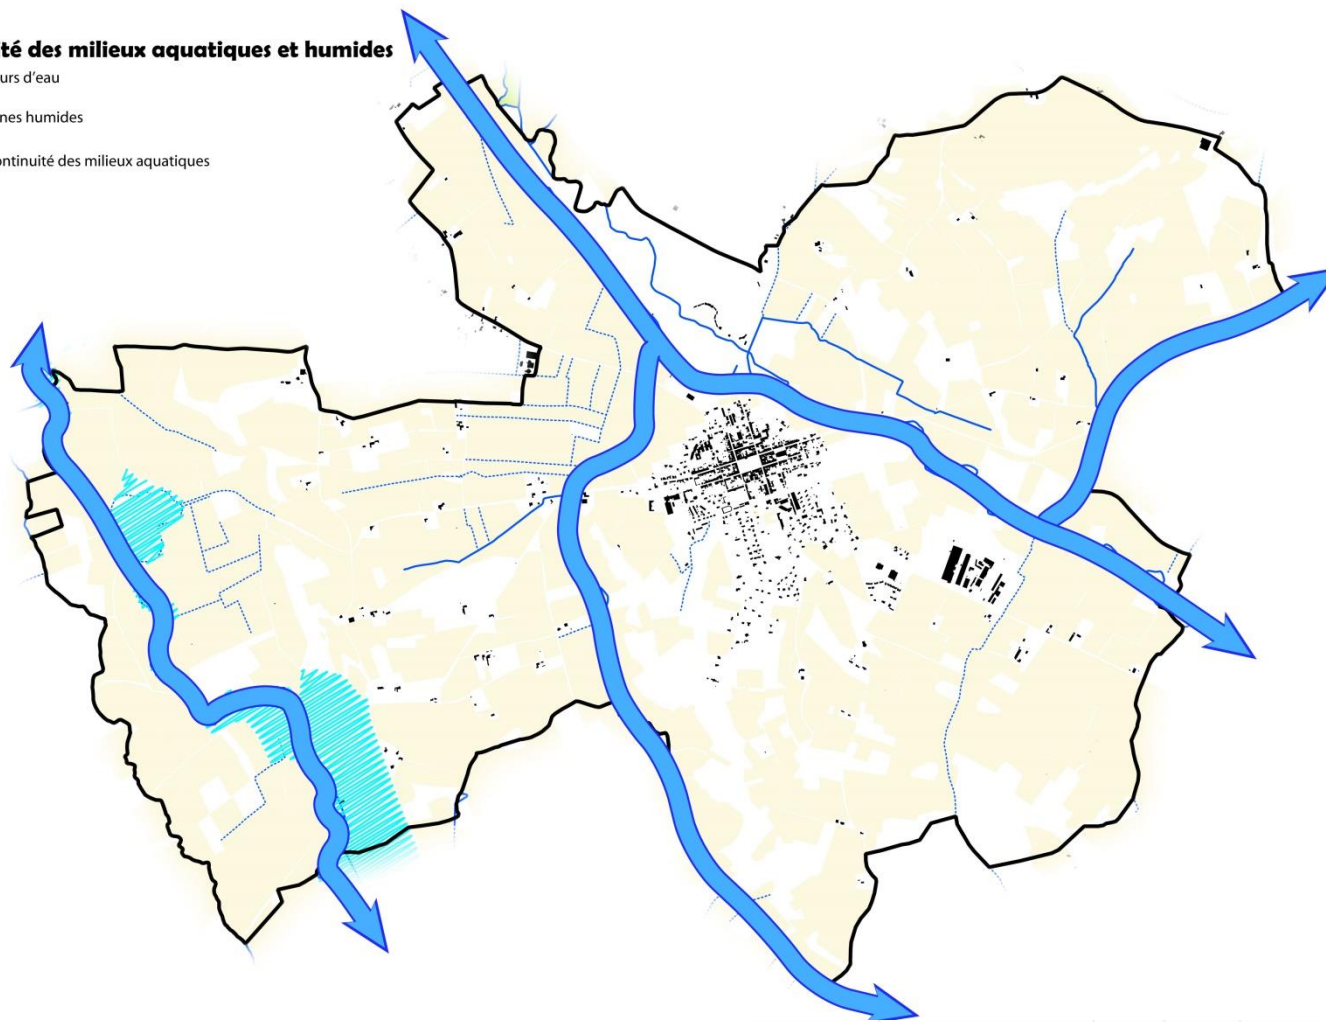 té des milieux aquatiques et humides
urs d'eau
nes humides
ontinuité des milieux aquatiques